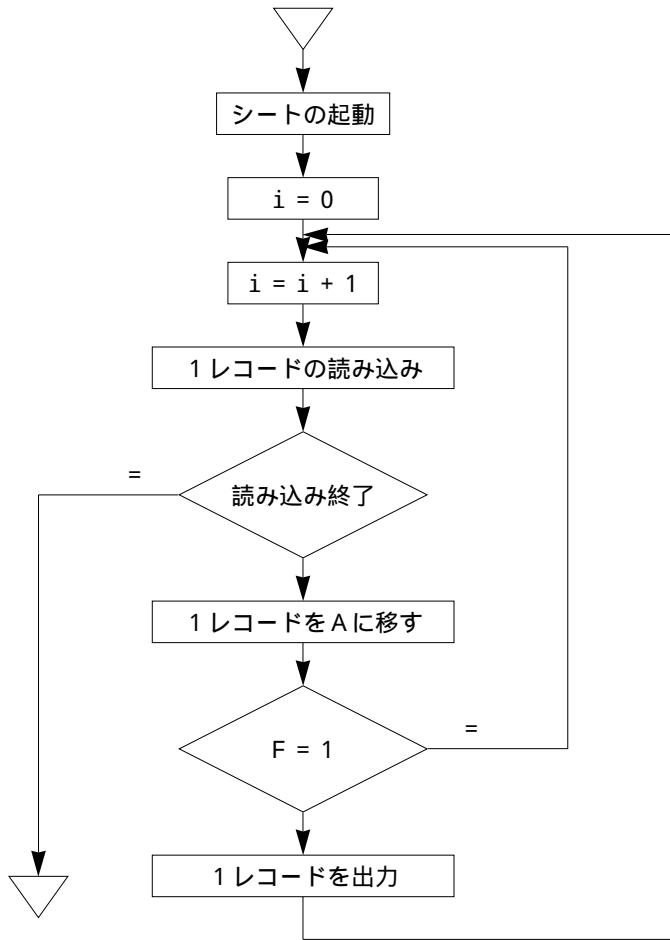 シートの起動
i = 0
i = i + 1
1レコードの読み込み
=
読み込み終了
1レコードをAに移す
=
F = 1
1レコードを出力